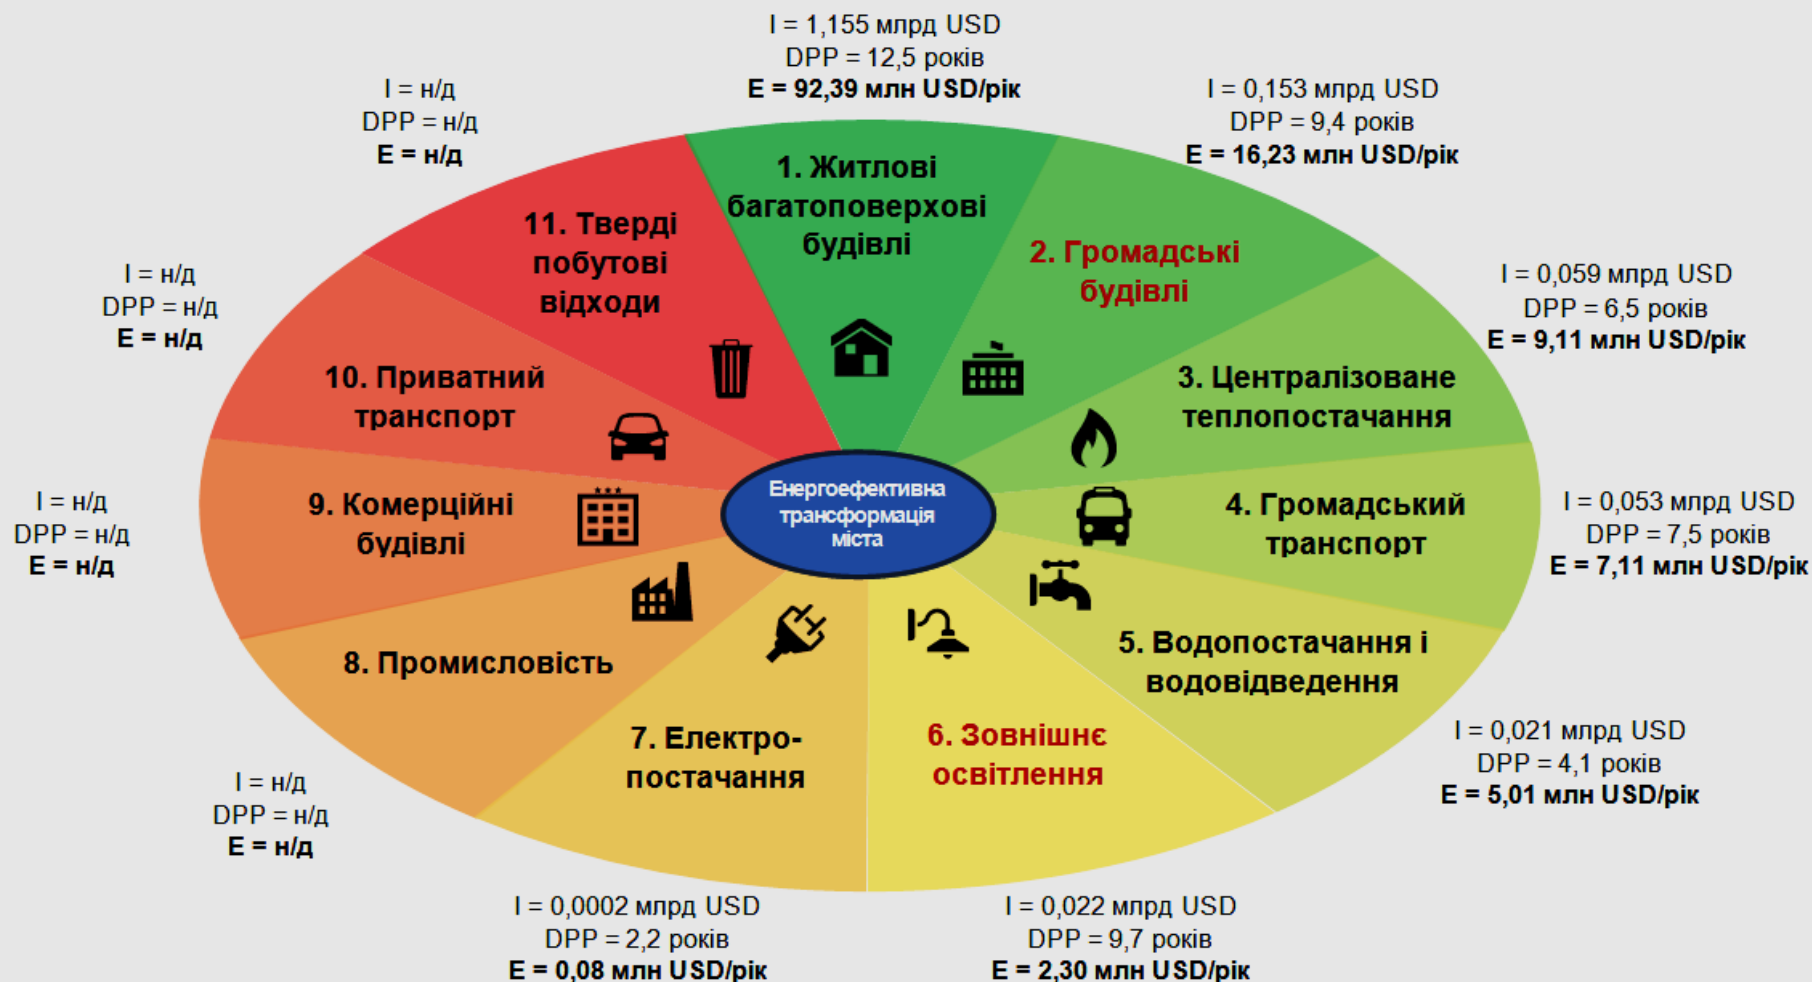 I = 1,155 млрд USD
DPP = 12,5 років
E = 92,39 млн USD/рік
I = 0,153 млрд USD
DPP = 9,4 років
E = 16,23 млн USD/рік
I = 0,059 млрд USD
DPP = 6,5 років
E = 9,11 млн USD/рік
I = 0,053 млрд USD
DPP = 7,5 років
E = 7,11 млн USD/рік
I = 0,021 млрд USD
DPP = 4,1 років
E = 5,01 млн USD/рік
I = 0,022 млрд USD
DPP = 9,7 років
E = 2,30 млн USD/рік
I = 0,0002 млрд USD
DPP = 2,2 років
E = 0,08 млн USD/рік
I = н/д
DPP = н/д
E = н/д
I = н/д
DPP = н/д
E = н/д
I = н/д
DPP = н/д
E = н/д
I = н/д
DPP = н/д
E = н/д
1. Житлові
багатоповерхові
будівлі
2. Громадські
будівлі
3. Централізоване
теплопостачання
4. Громадський
транспорт
5. Водопостачання і
водовідведення
6. Зовнішнє
освітлення
7. Електро-
постачання
8. Промисловість
9. Комерційні
будівлі
10. Приватний
транспорт
11. Тверді
побутові
відходи
Енергоефективна
трансформація
міста